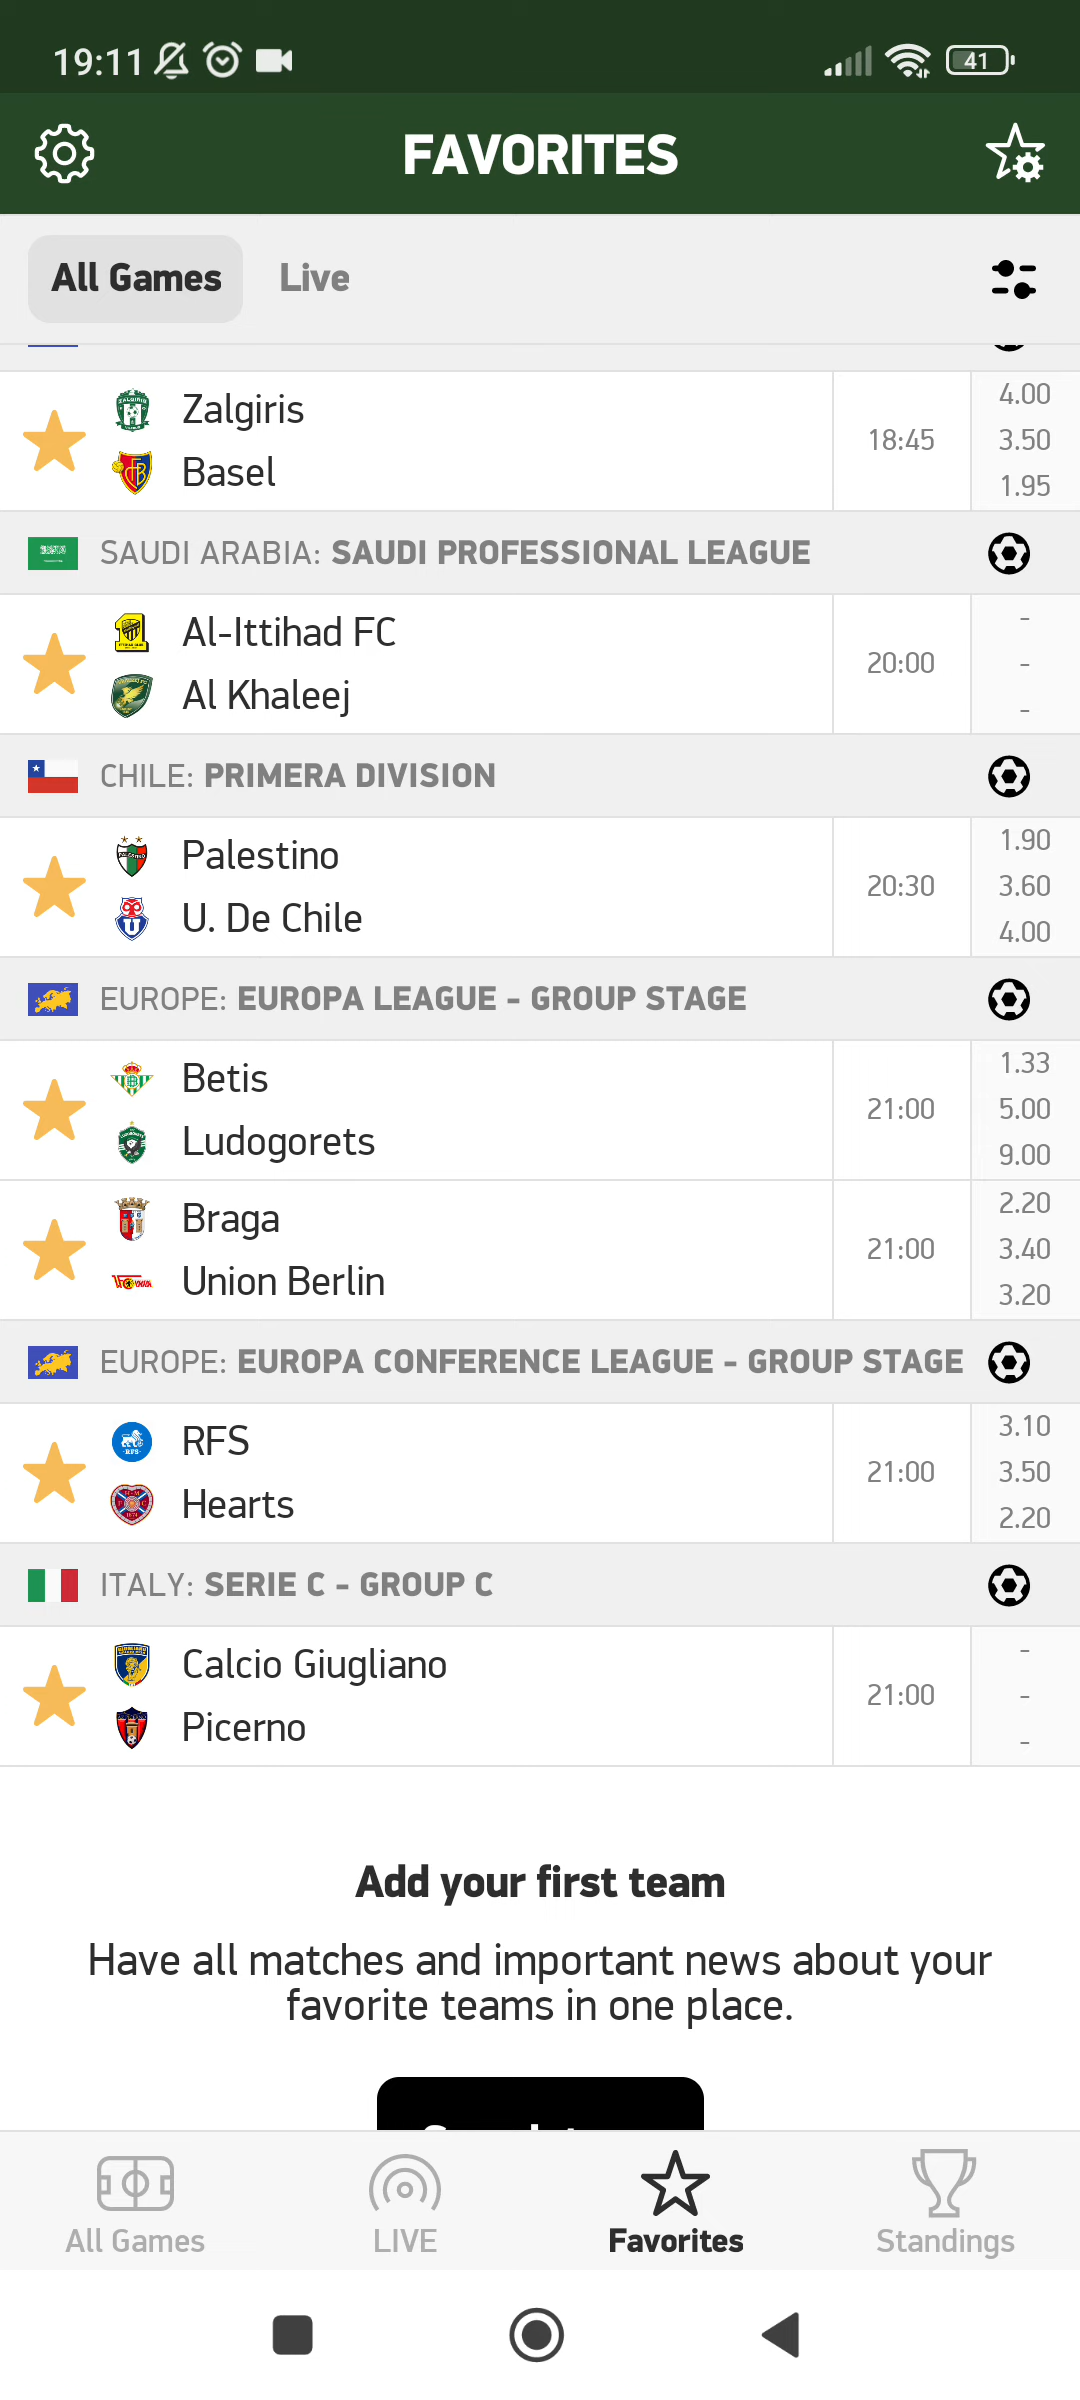 19:11
41
FAVORITES
All Games
Live
Zalgiris
Basel
18:45
4.00
3.50
1.95
SAUDI ARABIA: SAUDI PROFESSIONAL LEAGUE
Al-Ittihad FC
Al Khaleej
20:00
-
-
-
CHILE: PRIMERA DIVISION
Palestino
U. De Chile
20:30
1.90
3.60
4.00
EUROPE: EUROPA LEAGUE - GROUP STAGE
Betis
Ludogorets
21:00
1.33
5.00
9.00
Braga
Union Berlin
21:00
2.20
3.40
3.20
EUROPE: EUROPA CONFERENCE LEAGUE - GROUP STAGE
RFS
Hearts
21:00
3.10
3.50
2.20
ITALY: SERIE C - GROUP C
Calcio Giugliano
Picerno
21:00
-
-
-
Add your first team
Have all matches and important news about your
favorite teams in one place.
All Games
LIVE
Favorites
Standings